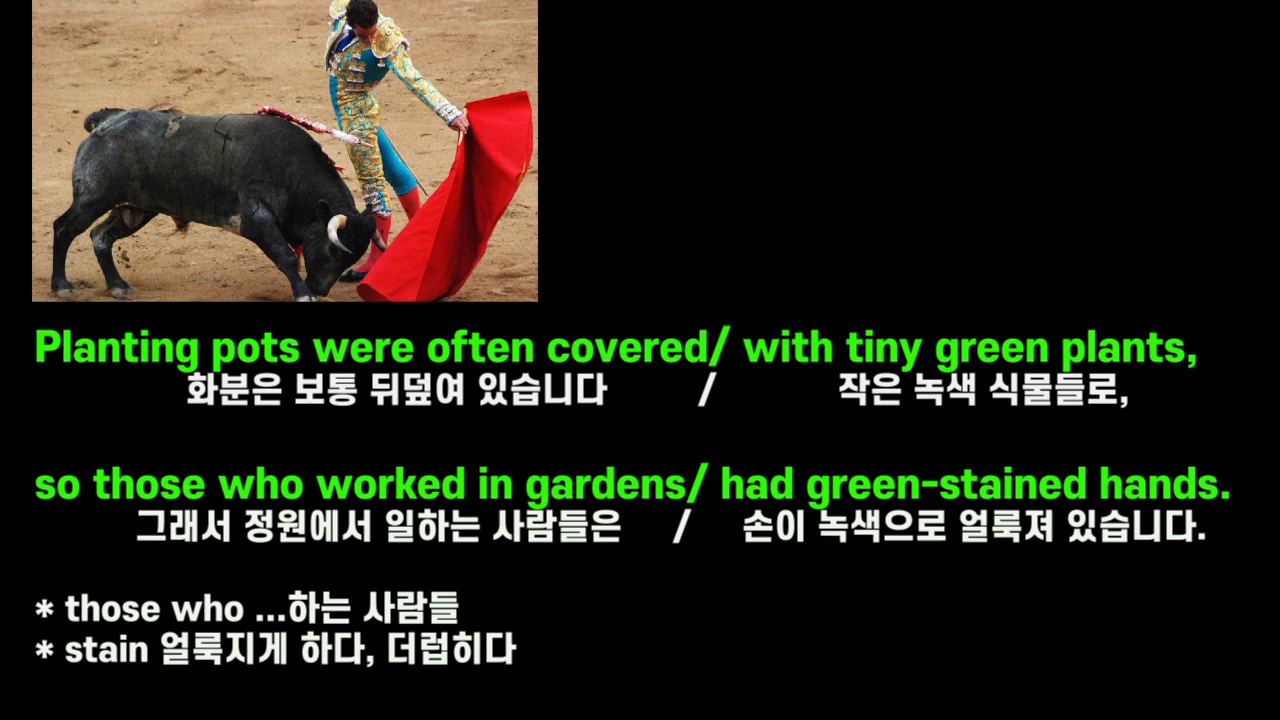 Planting pots were often covered/ with tiny green plants,
화분은 보통 뒤덮여 있습니다 / 작은 녹색 식물들로,
so those who worked in gardens/ had green-stained hands.
그래서 정원에서 일하는 사람들은 / 손이 녹색으로 얼룩져 있습니다.
* those who ...하는 사람들
* stain 얼룩지게 하다, 더럽히다